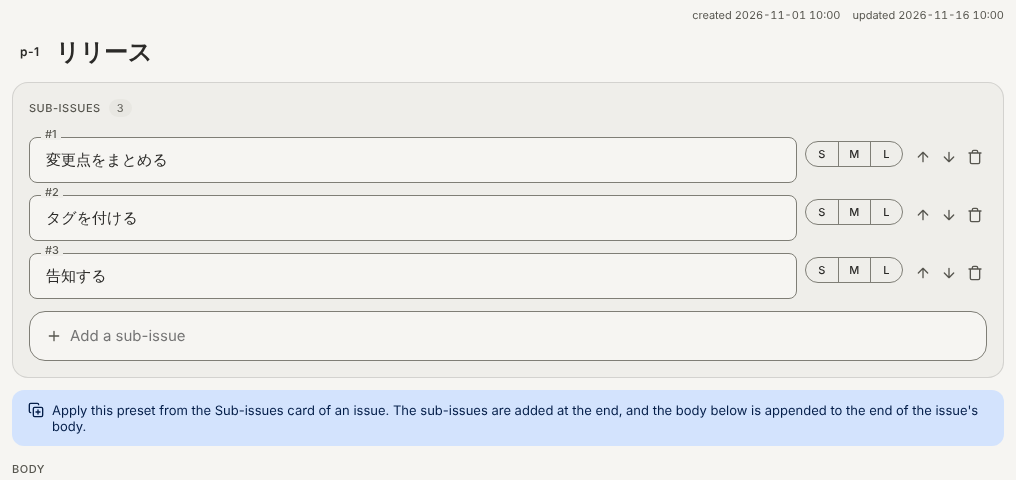 created 2026-11-01 10:00 updated 2026-11-16 10:00
p-1 リリース
SUB-ISSUES 3
#1
変更点をまとめる S M L
#2
タグを付ける S M L
#3
告知する S M L
Add a sub-issue
Apply this preset from the Sub-issues card of an issue. The sub-issues are added at the end, and the body below is appended to the end of the issue's
body.
BODY